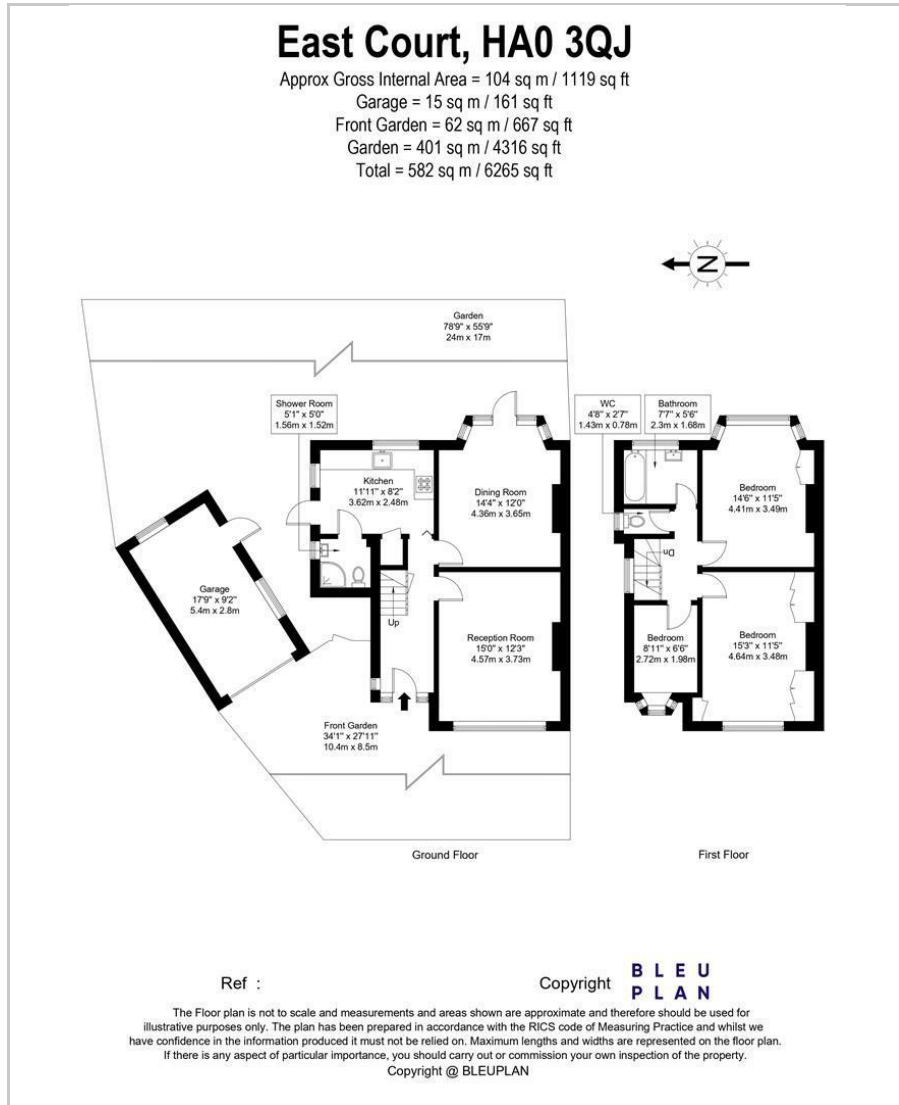 East Court, HA0 3QJ
Approx Gross Internal Area = 104 sq m / 1119 sq ft
Garage = 15 sq m / 161 sq ft
Front Garden = 62 sq m / 667 sq ft
Garden = 401 sq m / 4316 sq ft
Total = 582 sq m / 6265 sq ft
N
Garden
78'9" x 55'9"
24m x 17m
Shower Room
5'1" x 5'0"
1.56m x 1.52m
Kitchen
11'11" x 8'2"
3.62m x 2.48m
Dining Room
14'4" x 12'0"
4.36m x 3.65m
Garage
17'9" x 9'2"
5.4m x 2.8m
Up
Reception Room
15'0" x 12'3"
4.57m x 3.73m
Front Garden
34'1" x 27'11"
10.4m x 8.5m
Ground Floor
WC
4'8" x 2'7"
1.43m x 0.78m
Bathroom
7'7" x 5'6"
2.3m x 1.68m
Bedroom
14'6" x 11'5"
4.41m x 3.49m
Dn
Bedroom
8'11" x 6'6"
2.72m x 1.98m
Bedroom
15'3" x 11'5"
4.64m x 3.48m
First Floor
Ref :
Copyright
BLEU
PLAN
The Floor plan is not to scale and measurements and areas shown are approximate and therefore should be used for
illustrative purposes only. The plan has been prepared in accordance with the RICS code of Measuring Practice and whilst we
have confidence in the information produced it must not be relied on. Maximum lengths and widths are represented on the floor plan.
If there is any aspect of particular importance, you should carry out or commission your own inspection of the property.
Copyright @ BLEUPLAN